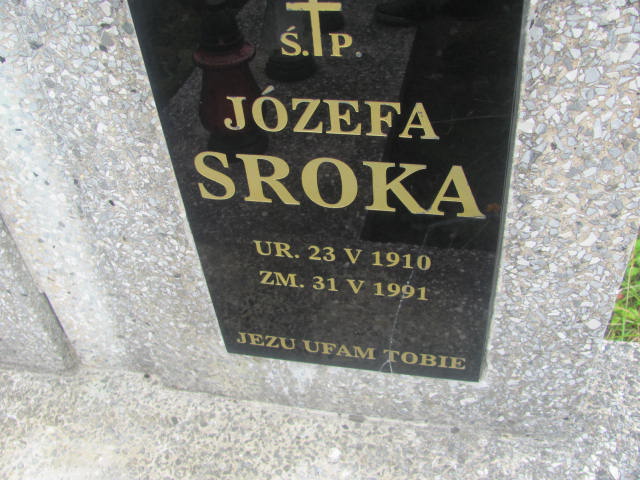 Ś. P.
JÓZEFA
SROKA
UR. 23 V 1910
ZM. 31 V 1991
JEZU UFAM TOBIE